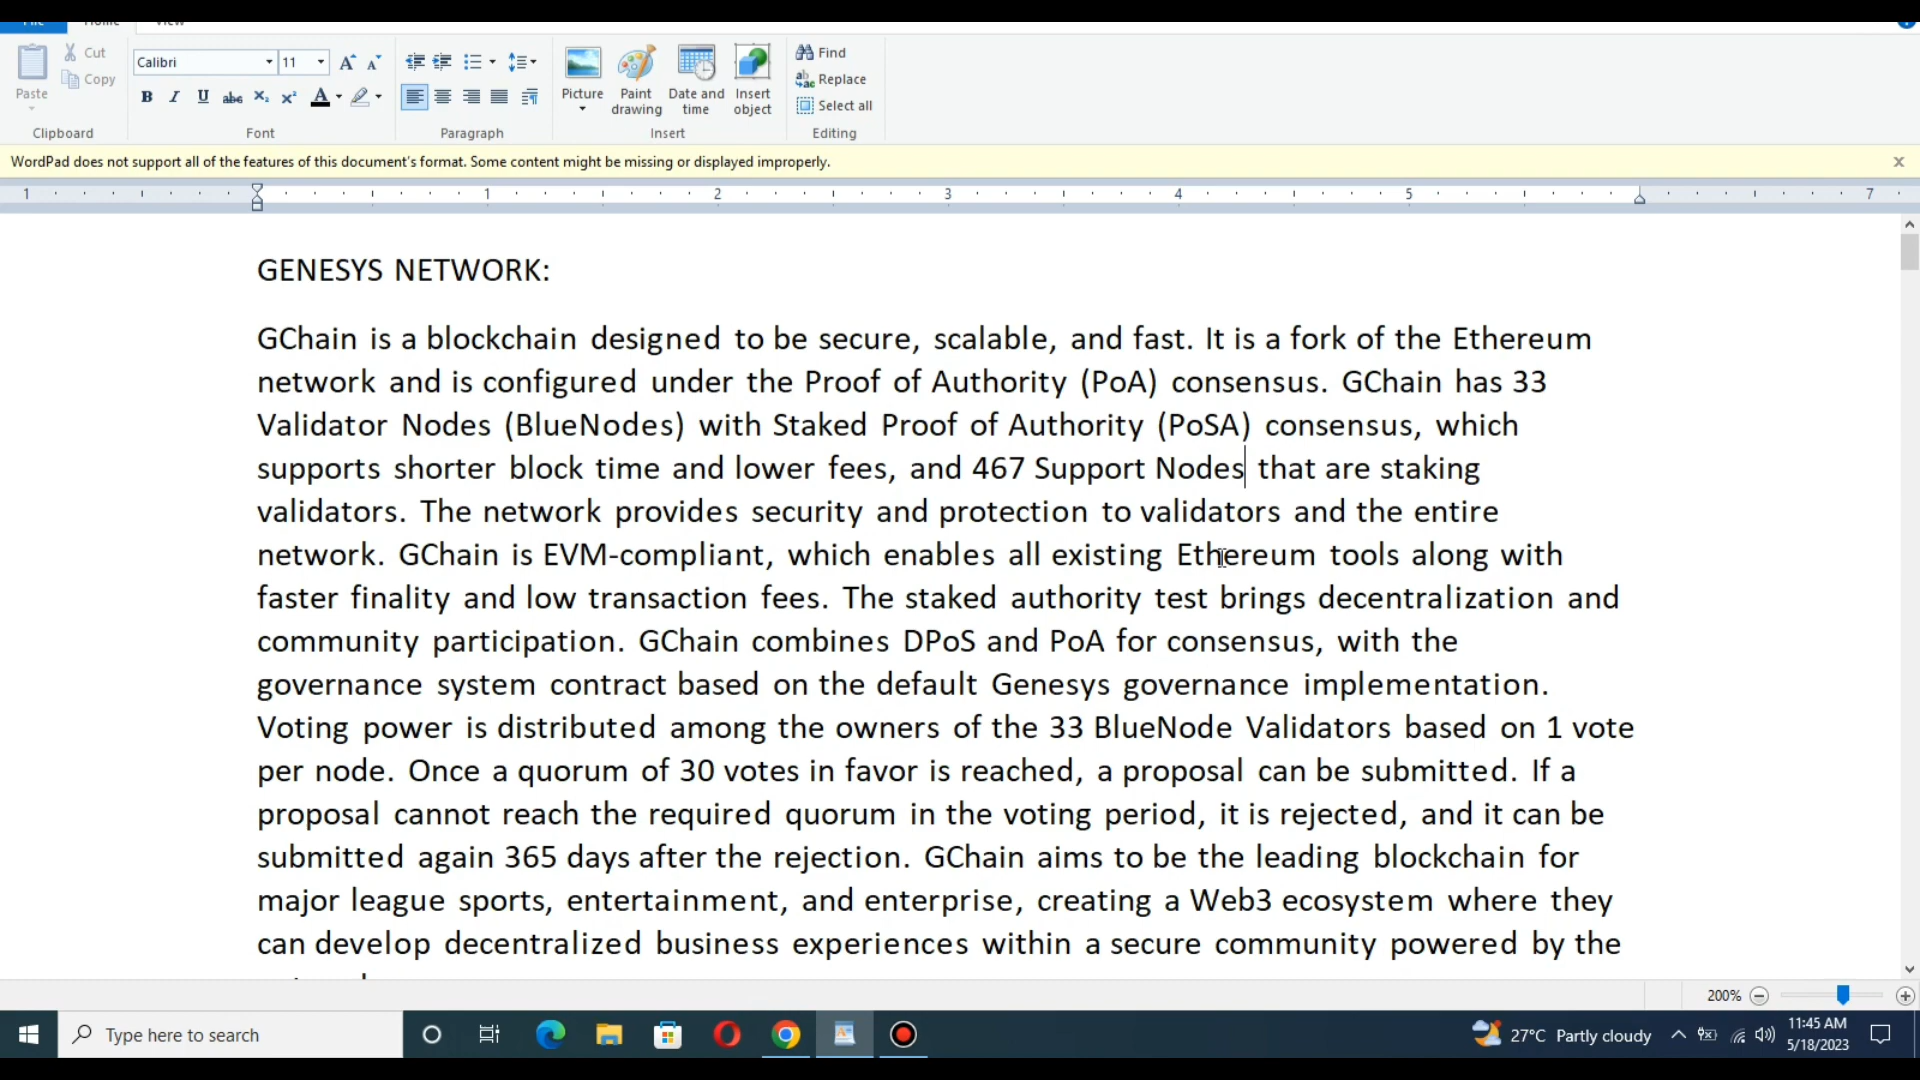 File Home View
Cut
Copy
Paste
Clipboard
Calibri 11
B I U abc X₂ X² A
Font
Paragraph
Picture
Paint drawing
Date and time
Insert object
Insert
Find
Replace
Select all
Editing
WordPad does not support all of the features of this document's format. Some content might be missing or displayed improperly.
1 1 2 3 4 5 7
GENESYS NETWORK:
GChain is a blockchain designed to be secure, scalable, and fast. It is a fork of the Ethereum
network and is configured under the Proof of Authority (PoA) consensus. GChain has 33
Validator Nodes (BlueNodes) with Staked Proof of Authority (PoSA) consensus, which
supports shorter block time and lower fees, and 467 Support Nodes that are staking
validators. The network provides security and protection to validators and the entire
network. GChain is EVM-compliant, which enables all existing Ethereum tools along with
faster finality and low transaction fees. The staked authority test brings decentralization and
community participation. GChain combines DPoS and PoA for consensus, with the
governance system contract based on the default Genesys governance implementation.
Voting power is distributed among the owners of the 33 BlueNode Validators based on 1 vote
per node. Once a quorum of 30 votes in favor is reached, a proposal can be submitted. If a
proposal cannot reach the required quorum in the voting period, it is rejected, and it can be
submitted again 365 days after the rejection. GChain aims to be the leading blockchain for
major league sports, entertainment, and enterprise, creating a Web3 ecosystem where they
can develop decentralized business experiences within a secure community powered by the
200%
Type here to search
27°C Partly cloudy
11:45 AM
5/18/2023